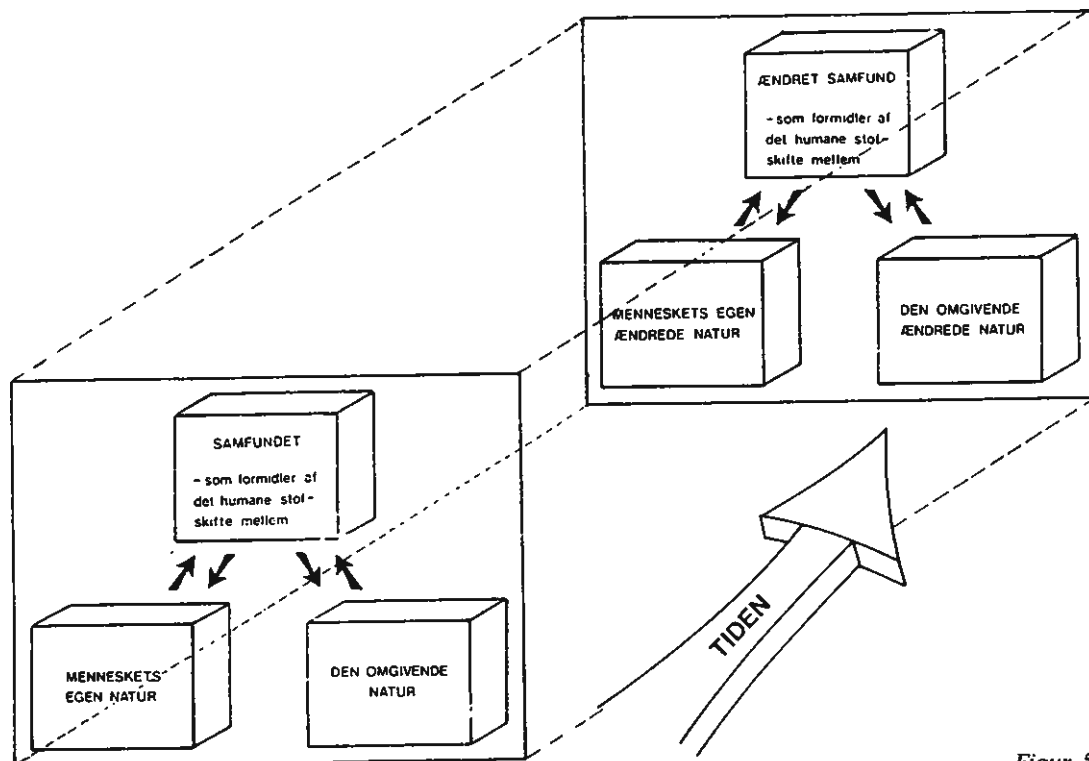 ÆNDRET SAMFUND
- som formidler af
det humane stof-
skifte mellem
MENNESKETS EGEN
ÆNDREDE NATUR
DEN OMGIVENDE
ÆNDREDE NATUR
SAMFUNDET
- som formidler af
det humane stof-
skifte mellem
MENNESKETS
EGEN NATUR
DEN OMGIVENDE
NATUR
TIDEN
Figur